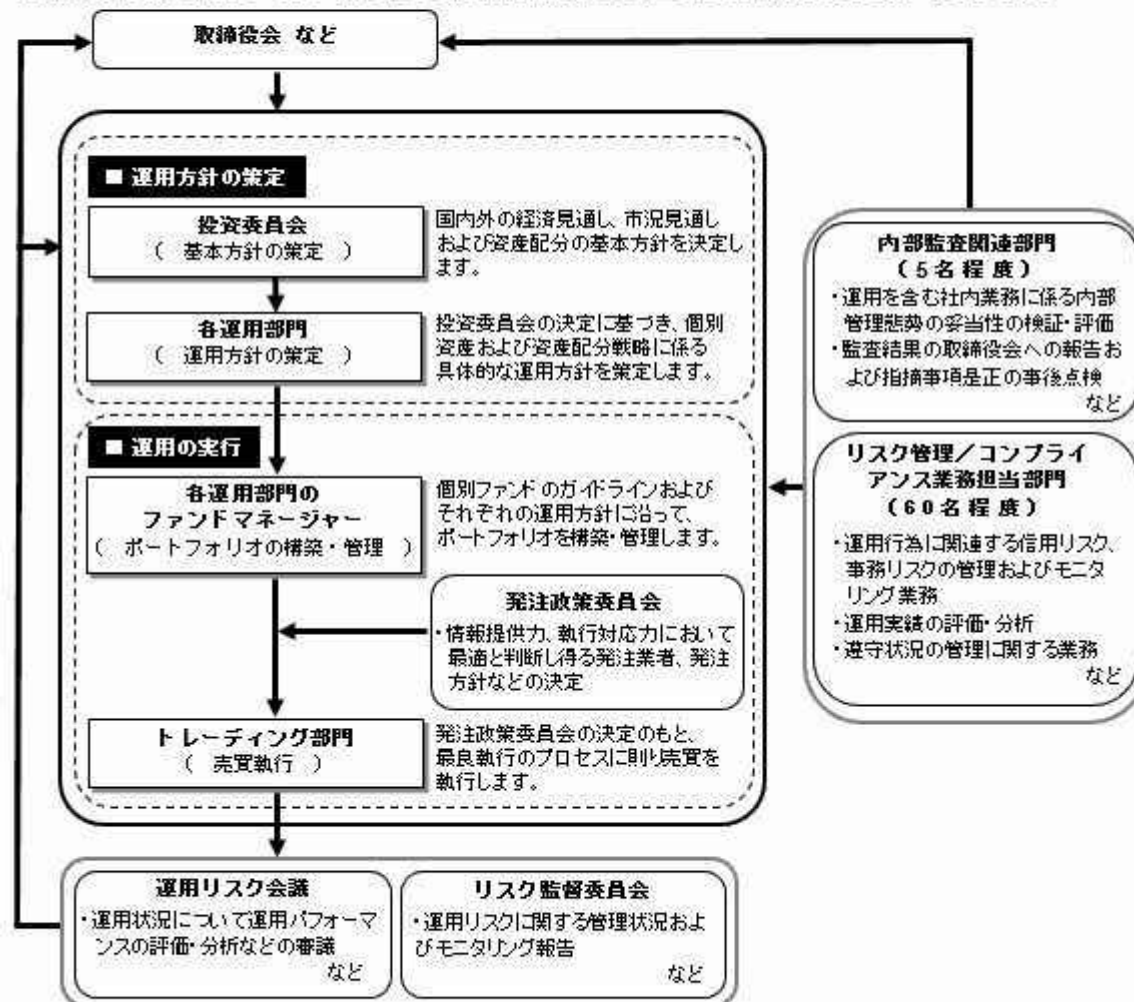 取締役会 など
■ 運用方針の策定
投資委員会
( 基本方針の策定 )
国内外の経済見通し、市況見通し
および資産配分の基本方針を決定し
ます。
各運用部門
( 運用方針の策定 )
投資委員会の決定に基づき、個別
資産および資産配分戦略に係る
具体的な運用方針を策定します。
■ 運用の実行
各運用部門の
ファンドマネージャー
( ポートフォリオの構築・管理 )
個別ファンドのガイドラインおよび
それぞれの運用方針に沿って、
ポートフォリオを構築・管理します。
発注政策委員会
・情報提供力、執行対応力において
最適と判断し得る発注業者、発注
方針などの決定
トレーディング部門
( 売買執行 )
発注政策委員会の決定のもと、
最良執行のプロセスに則り売買を
執行します。
内部監査関連部門
(5名程度)
・運用を含む社内業務に係る内部
管理態勢の妥当性の検証・評価
・監査結果の取締役会への報告お
よび指摘事項是正の事後点検
など
リスク管理/コンプライ
アンス業務担当部門
(60名程度)
・運用行為に関連する信用リスク、
事務リスクの管理およびモニタ
リング業務
・運用実績の評価・分析
・遵守状況の管理に関する業務
など
運用リスク会議
・運用状況について運用パフォーマ
ンスの評価・分析などの審議
など
リスク監督委員会
・運用リスクに関する管理状況およ
びモニタリング報告
など